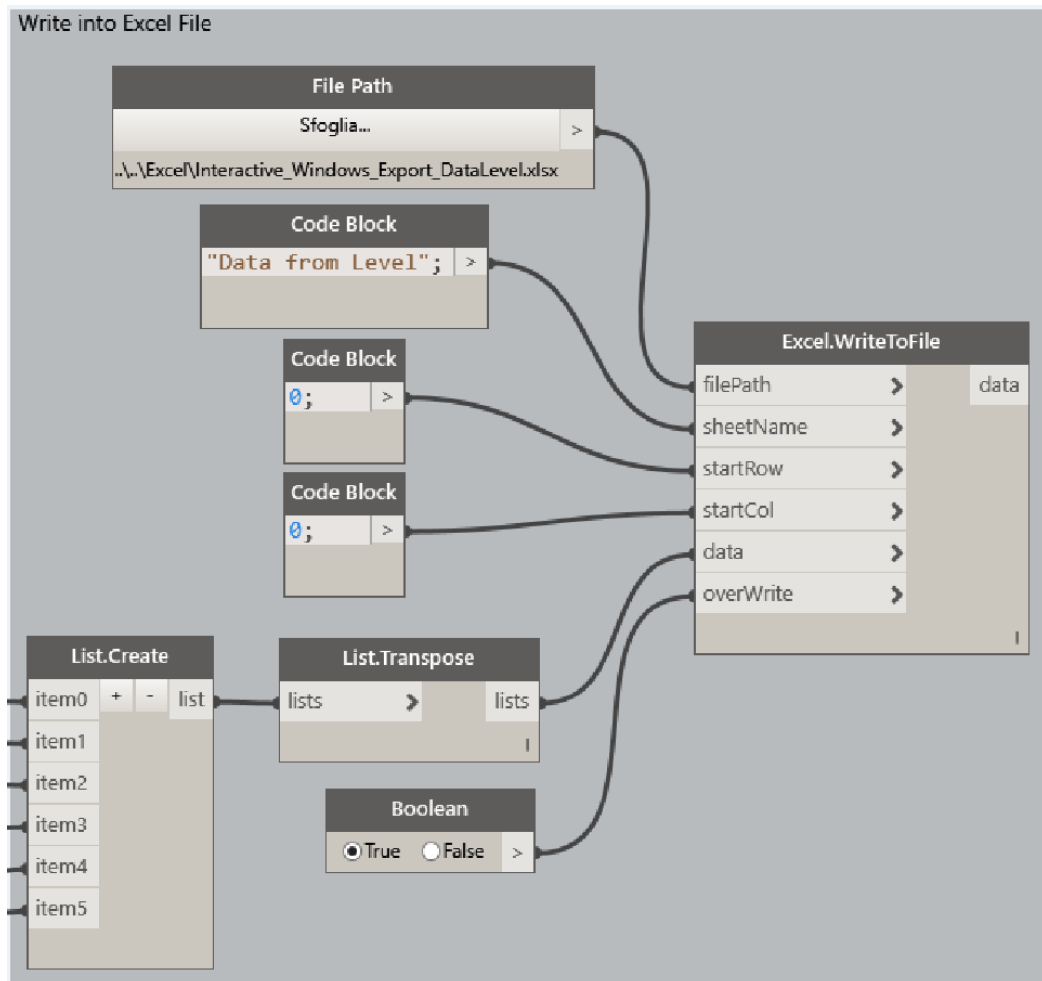 Write into Excel File
File Path
Sfoglia...
>
..\..\Excel\Interactive_Windows_Export_DataLevel.xlsx
Code Block
"Data from Level"; >
Code Block
0; >
Code Block
0; >
Excel.WriteToFile
filePath > data
sheetName >
startRow >
startCol >
data >
overWrite >
List.Create
item0 + - list
item1
item2
item3
item4
item5
List.Transpose
lists > lists
Boolean
True False >